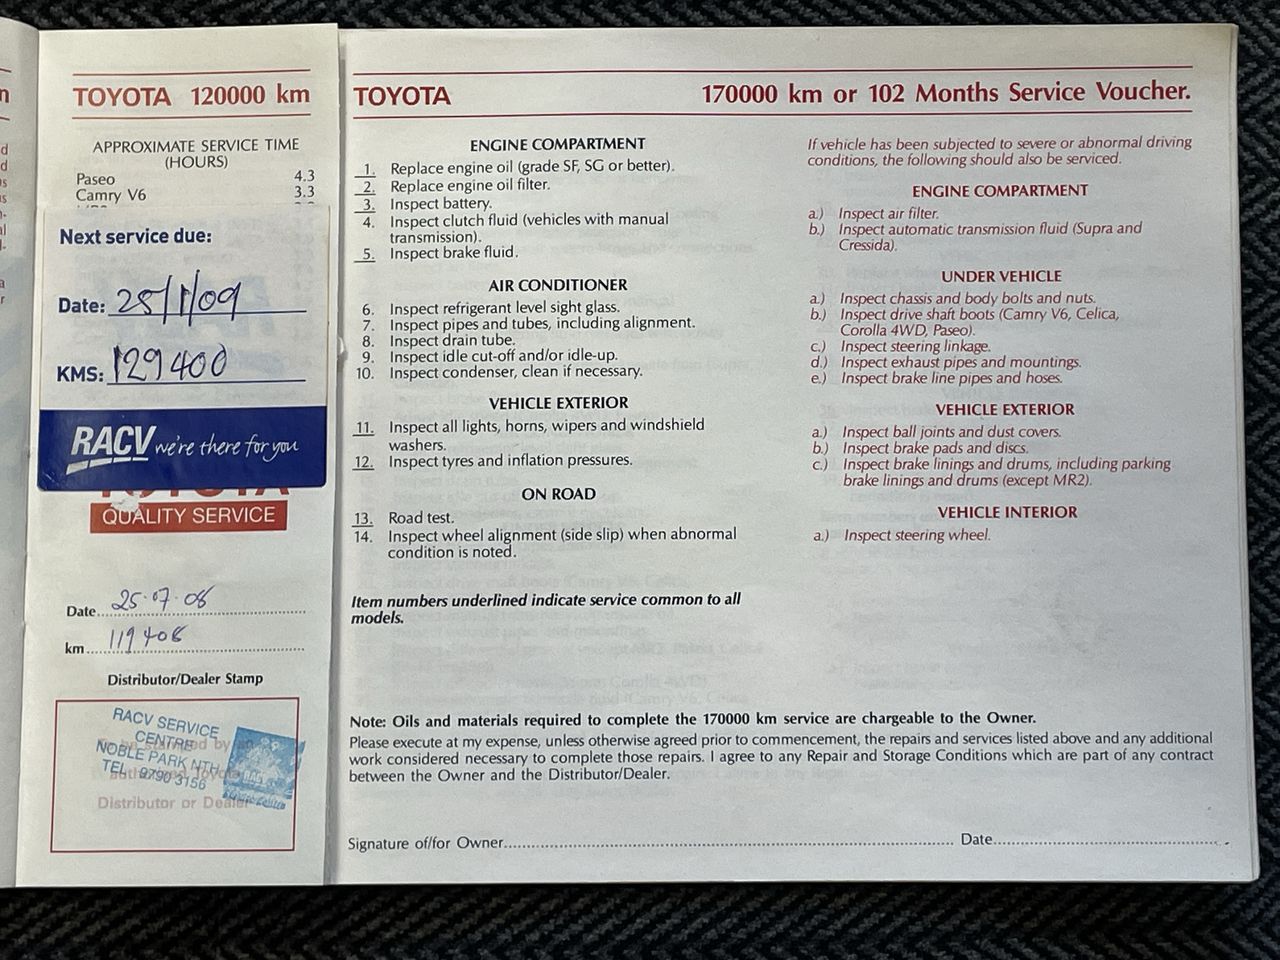 TOYOTA 120000 km
APPROXIMATE SERVICE TIME
(HOURS)
Paseo 4.3
Camry V6 3.3
Next service due:
Date: 25/1/09
KMS: 129400
RACV we're there for you
TOYOTA
QUALITY SERVICE
Date 25.07.08
km 119408
Distributor/Dealer Stamp
RACV SERVICE
CENTRE
NOBLE PARK NTH
TEL. 9790 3156
Distributor or Dealer
TOYOTA 170000 km or 102 Months Service Voucher.
ENGINE COMPARTMENT
1. Replace engine oil (grade SF, SG or better).
2. Replace engine oil filter.
3. Inspect battery.
4. Inspect clutch fluid (vehicles with manual
transmission).
5. Inspect brake fluid.
AIR CONDITIONER
6. Inspect refrigerant level sight glass.
7. Inspect pipes and tubes, including alignment.
8. Inspect drain tube.
9. Inspect idle cut-off and/or idle-up.
10. Inspect condenser, clean if necessary.
VEHICLE EXTERIOR
11. Inspect all lights, horns, wipers and windshield
washers.
12. Inspect tyres and inflation pressures.
ON ROAD
13. Road test.
14. Inspect wheel alignment (side slip) when abnormal
condition is noted.
Item numbers underlined indicate service common to all
models.
If vehicle has been subjected to severe or abnormal driving
conditions, the following should also be serviced.
ENGINE COMPARTMENT
a.) Inspect air filter.
b.) Inspect automatic transmission fluid (Supra and
Cressida).
UNDER VEHICLE
a.) Inspect chassis and body bolts and nuts.
b.) Inspect drive shaft boots (Camry V6, Celica,
Corolla 4WD, Paseo).
c.) Inspect steering linkage.
d.) Inspect exhaust pipes and mountings.
e.) Inspect brake line pipes and hoses.
VEHICLE EXTERIOR
a.) Inspect ball joints and dust covers.
b.) Inspect brake pads and discs.
c.) Inspect brake linings and drums, including parking
brake linings and drums (except MR2).
VEHICLE INTERIOR
a.) Inspect steering wheel.
Note: Oils and materials required to complete the 170000 km service are chargeable to the Owner.
Please execute at my expense, unless otherwise agreed prior to commencement, the repairs and services listed above and any additional
work considered necessary to complete those repairs. I agree to any Repair and Storage Conditions which are part of any contract
between the Owner and the Distributor/Dealer.
Signature of/for Owner Date